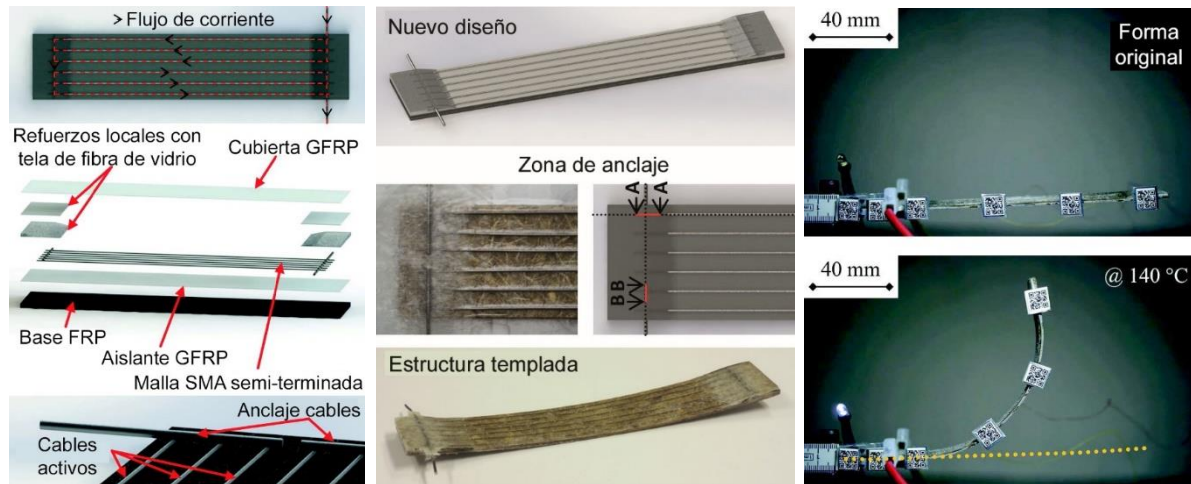 > Flujo de corriente
Refuerzos locales con
tela de fibra de vidrio
Cubierta GFRP
Base FRP
Aislante GFRP
Malla SMA semi-terminada
Anclaje cables
Cables
activos
Nuevo diseño
Zona de anclaje
A
A
B
B
Estructura templada
40 mm
Forma
original
40 mm
@ 140 °C